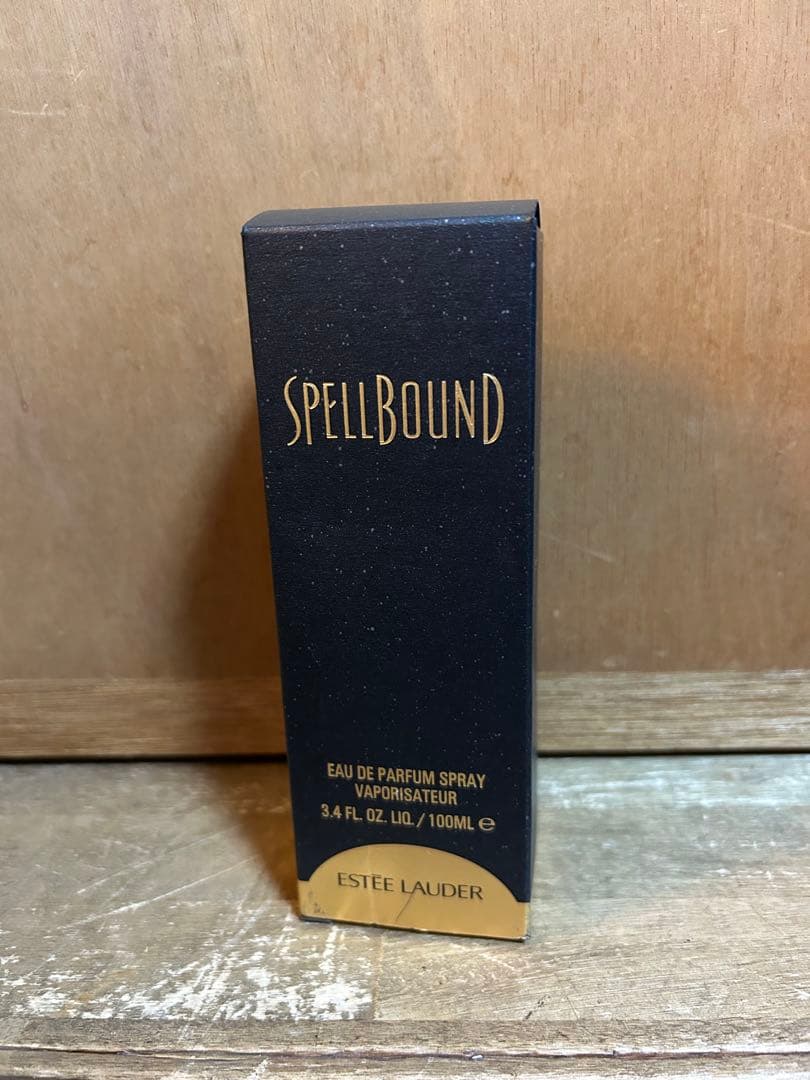 SPELLBOUND
EAU DE PARFUM SPRAY
VAPORISATEUR
3.4 FL. OZ. LIQ. / 100ML ℮
ESTĒE LAUDER